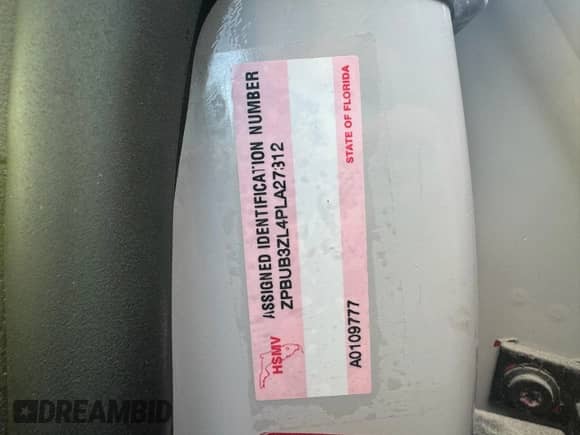 ASSIGNED IDENTIFICATION NUMBER
ZPBUB3ZL4PLA27312
HSMV
A0109777
STATE OF FLORIDA
DREAMBID